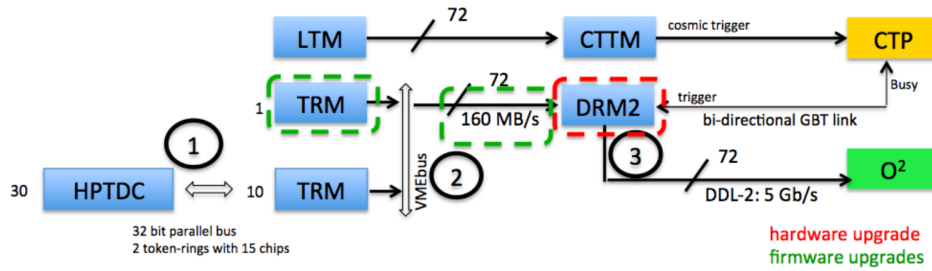 72
LTM
CTTM
cosmic trigger
CTP
72
Busy
1
TRM
160 MB/s
DRM2
trigger
bi-directional GBT link
1
2
3
VMEbus
72
30
HPTDC
10
TRM
DDL-2: 5 Gb/s
O²
32 bit parallel bus
2 token-rings with 15 chips
hardware upgrade
firmware upgrades